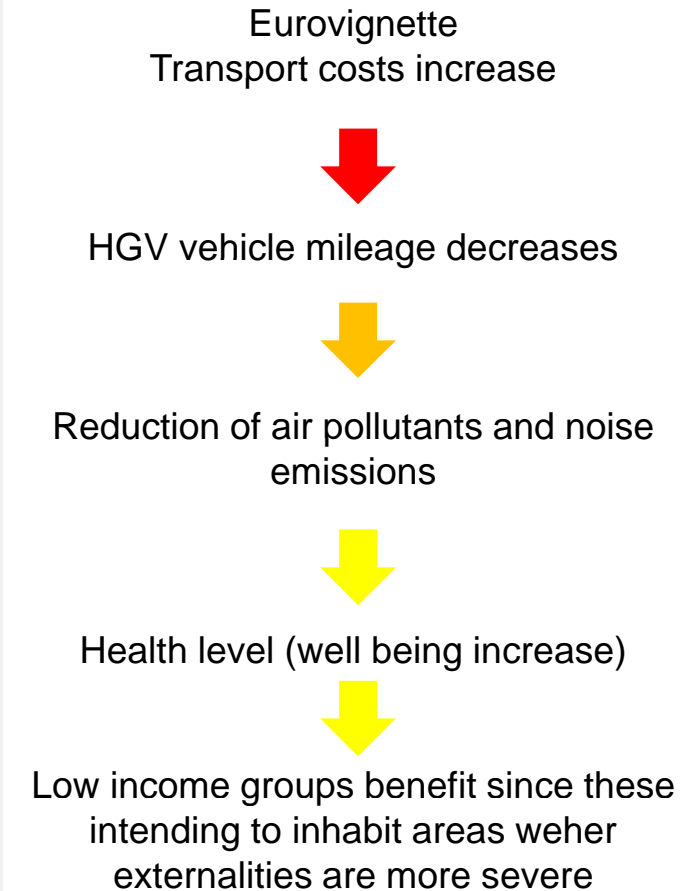 Eurovignette
Transport costs increase
HGV vehicle mileage decreases
Reduction of air pollutants and noise
emissions
Health level (well being increase)
Low income groups benefit since these
intending to inhabit areas weher
externalities are more severe